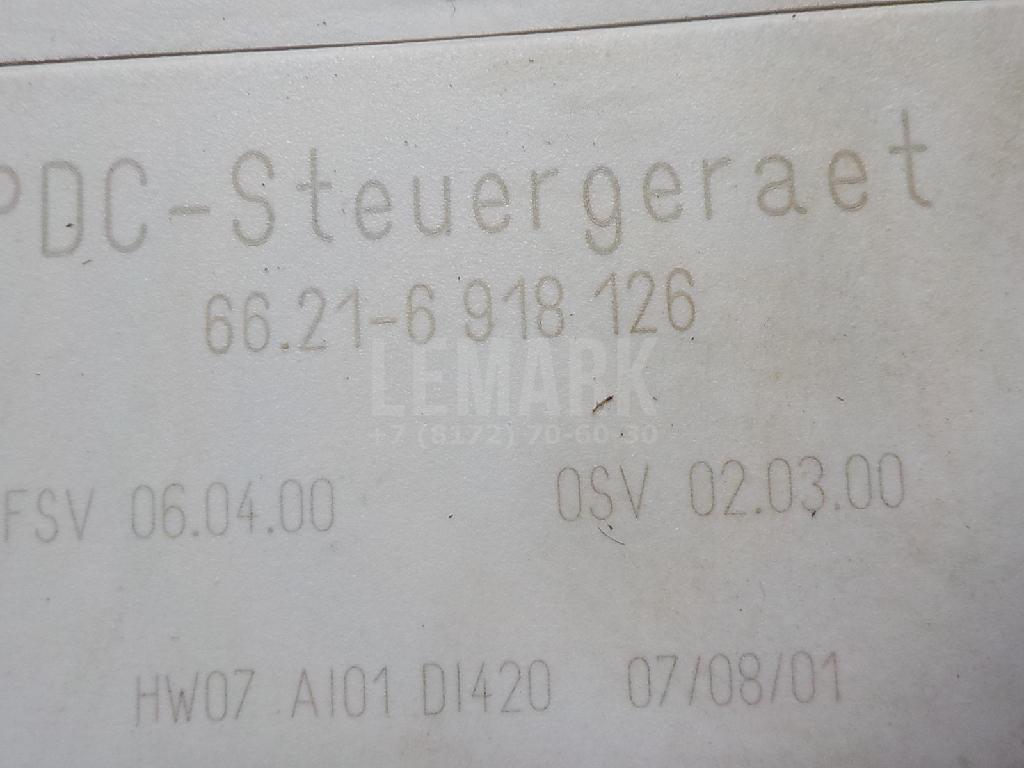 PDC-Steuergeraet
66.21-6 918 126
LEMARK
+7 (8172) 70-60-30
FSV 06.04.00 OSV 02.03.00
HW07 AI01 DI420 07/08/01